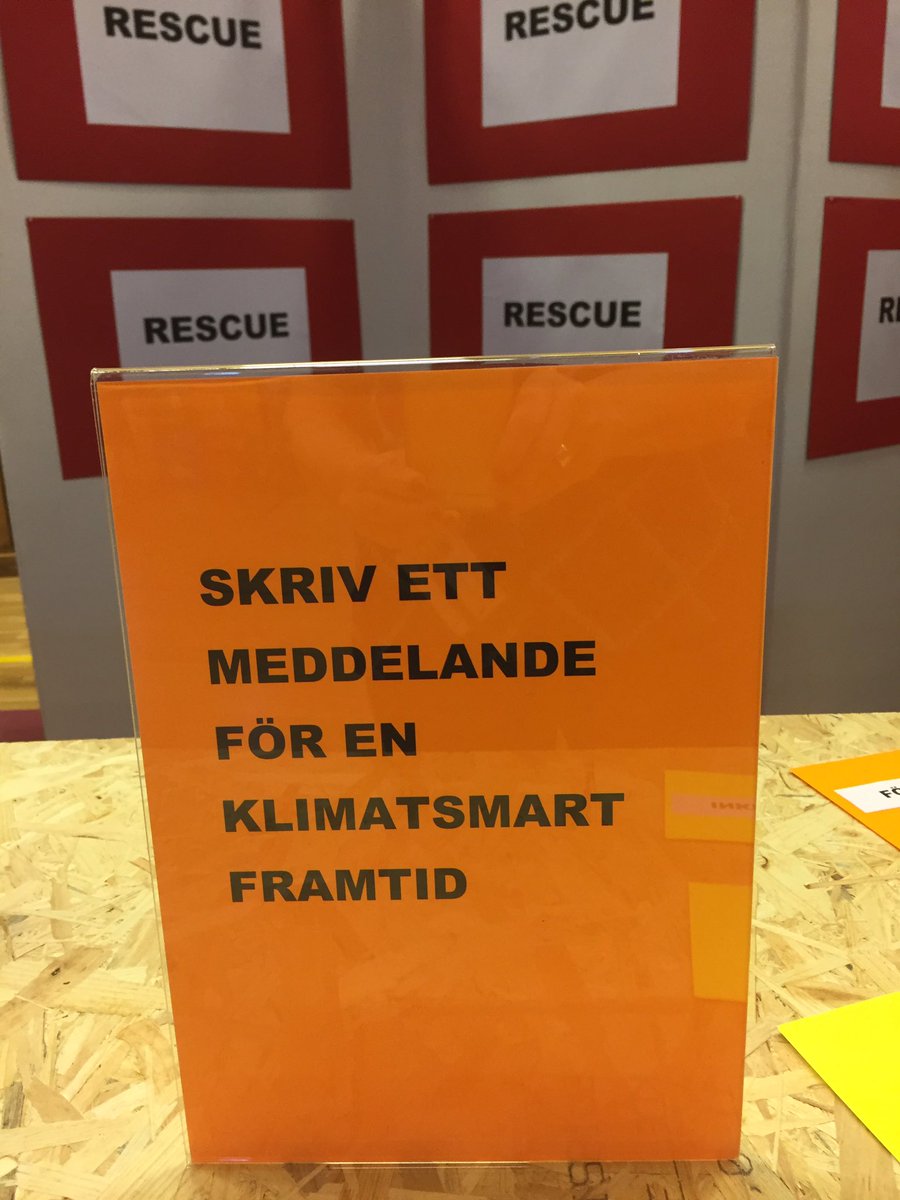 RESCUE
RESCUE
RESCUE
RESCUE
SKRIV ETT
MEDDELANDE
FÖR EN
KLIMATSMART
FRAMTID